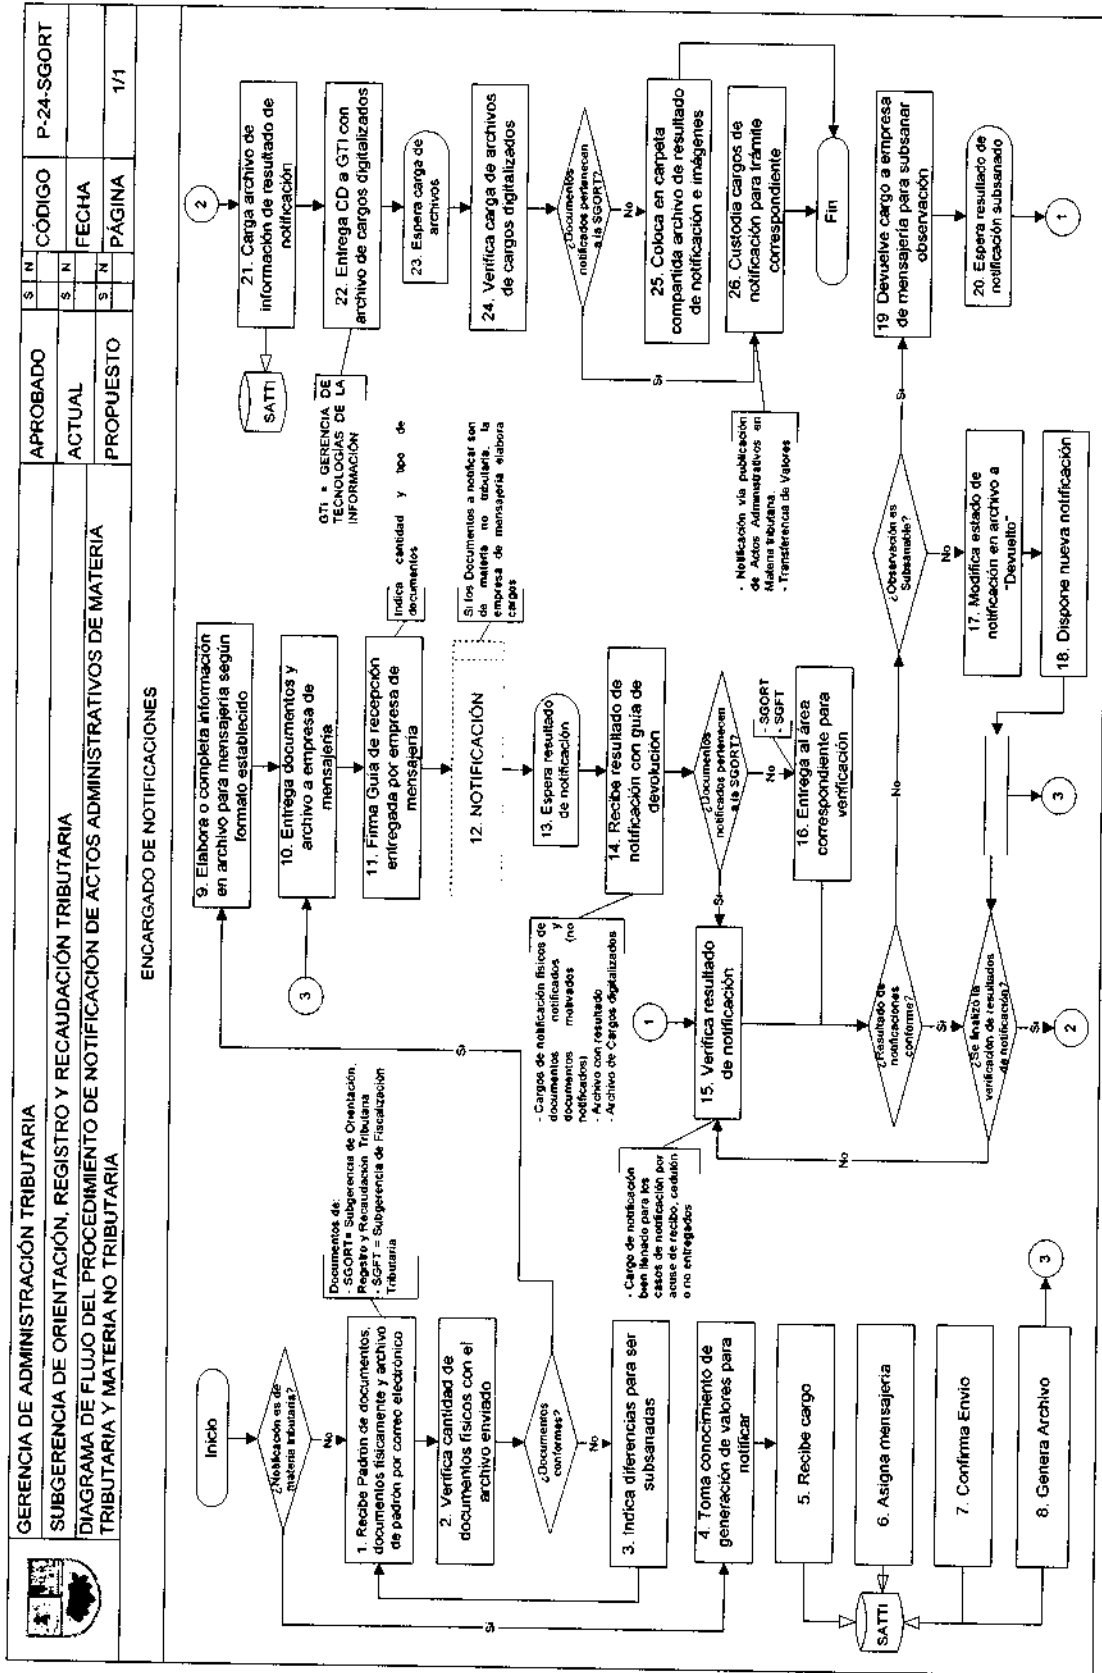 GERENCIA DE ADMINISTRACIÓN TRIBUTARIA
SUBGERENCIA DE ORIENTACIÓN, REGISTRO Y RECAUDACIÓN TRIBUTARIA
DIAGRAMA DE FLUJO DEL PROCEDIMIENTO DE NOTIFICACIÓN DE ACTOS ADMINISTRATIVOS DE MATERIA
TRIBUTARIA Y MATERIA NO TRIBUTARIA
APROBADO
S
N
CÓDIGO
P-24-SGORT
ACTUAL
S
N
FECHA
PROPUESTO
S
N
PÁGINA
1/1
ENCARGADO DE NOTIFICACIONES
Inicio
¿Notificación es de
materia tributaria?
No
Si
Documentos de:
- SGORT= Subgerencia de Orientación,
Registro y Recaudación Tributaria
- SGFT = Subgerencia de Fiscalización
Tributaria
1. Recibe Padrón de documentos,
documentos físicamente y archivo
de padrón por correo electrónico
2. Verifica cantidad de
documentos físicos con el
archivo enviado
¿Documentos
conformes?
Si
No
3. Indica diferencias para ser
subsanadas
4. Toma conocimiento de
generación de valores para
notificar
5. Recibe cargo
6. Asigna mensajería
SATTI
7. Confirma Envío
8. Genera Archivo
3
9. Elabora o completa información
en archivo para mensajería según
formato establecido
3
10. Entrega documentos y
archivo a empresa de
mensajería
11. Firma Guía de recepción
entregada por empresa de
mensajería
Indica cantidad y tipo de
documentos
12. NOTIFICACIÓN
Si los Documentos a notificar son
de materia no tributaria, la
empresa de mensajería elabora
cargos
13. Espera resultado
de notificación
14. Recibe resultado de
notificación con guía de
devolución
- Cargos de notificación físicos de
documentos notificados y
documentos motivados (no
notificados)
- Archivo con resultado
- Archivo de Cargos digitalizados
¿Documentos
notificados pertenecen
a la SGORT?
Si
No
1
15. Verifica resultado
de notificación
- Cargo de notificación
bien llenado para los
casos de notificación por
acuse de recibo, cedulón
o no entregados
- SGORT
- SGFT
16. Entrega al área
correspondiente para
verificación
¿Resultado de
notificaciones
conforme?
No
Si
¿Se finalizó la
verificación de resultados
de notificación?
No
Si
2
¿Observación es
Subsanable?
Si
No
17. Modifica estado de
notificación en archivo a
"Devuelto"
18. Dispone nueva notificación
3
19 Devuelve cargo a empresa
de mensajería para subsanar
observación
20. Espera resultado de
notificación subsanado
1
2
21. Carga archivo de
información de resultado de
notificación
SATTI
22. Entrega CD a GTI con
archivo de cargos digitalizados
GTI = GERENCIA DE
TECNOLOGÍAS DE LA
INFORMACIÓN
23. Espera carga de
archivos
24. Verifica carga de archivos
de cargos digitalizados
¿Documentos
notificados pertenecen
a la SGORT?
No
Si
25. Coloca en carpeta
compartida archivo de resultado
de notificación e imágenes
26. Custodia cargos de
notificación para trámite
correspondiente
- Notificación vía publicación
de Actos Administrativos en
Materia tributaria.
- Transferencia de Valores
Fin